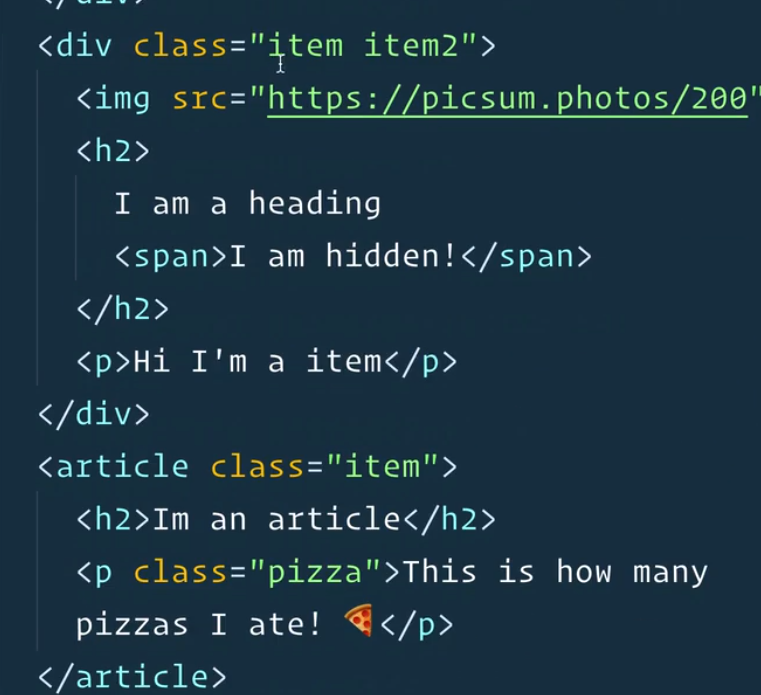 </div>
<div class="item item2">
<img src="https://picsum.photos/200"
<h2>
I am a heading
<span>I am hidden!</span>
</h2>
<p>Hi I'm a item</p>
</div>
<article class="item">
<h2>Im an article</h2>
<p class="pizza">This is how many
pizzas I ate! 🍕</p>
</article>